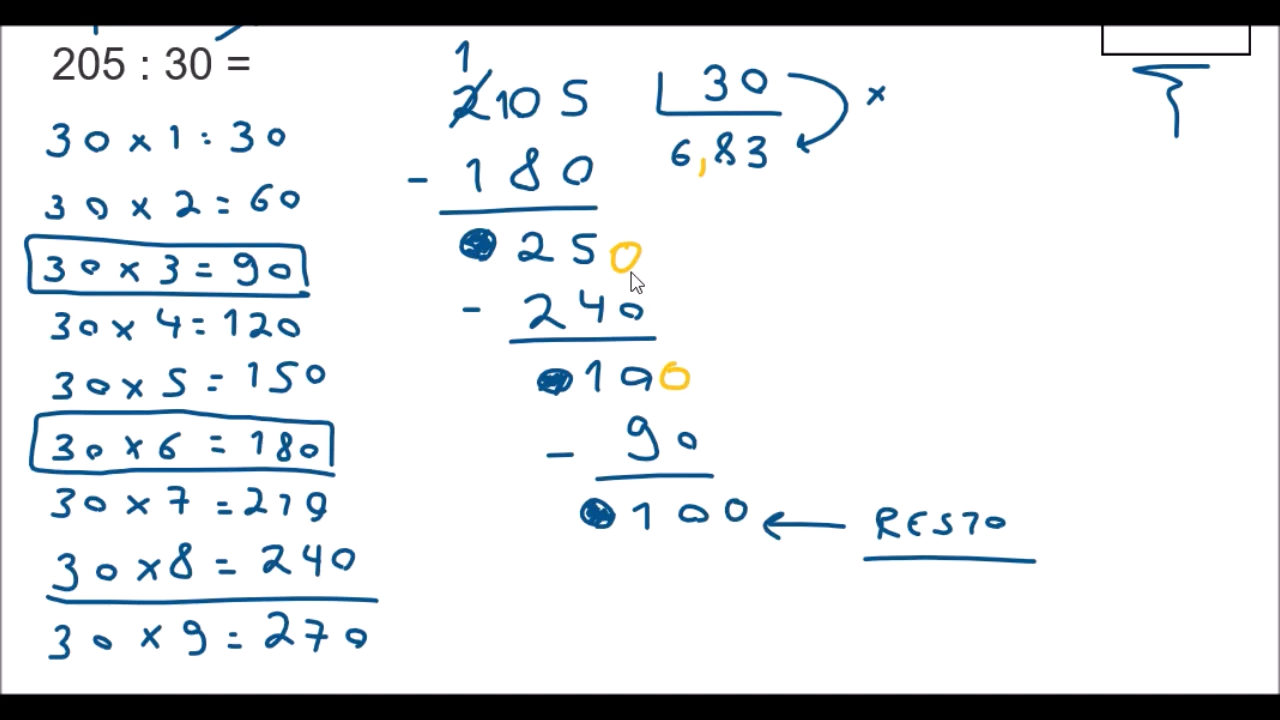 205 : 30 =
30 x 1 : 30
30 x 2 = 60
30 x 3 = 90
30 x 4 = 120
30 x 5 = 150
30 x 6 = 180
30 x 7 = 210
30 x 8 = 240
30 x 9 = 270
1
2105 30 x
- 180 6,83
250
- 240
100
- 90
100 ← RESTO